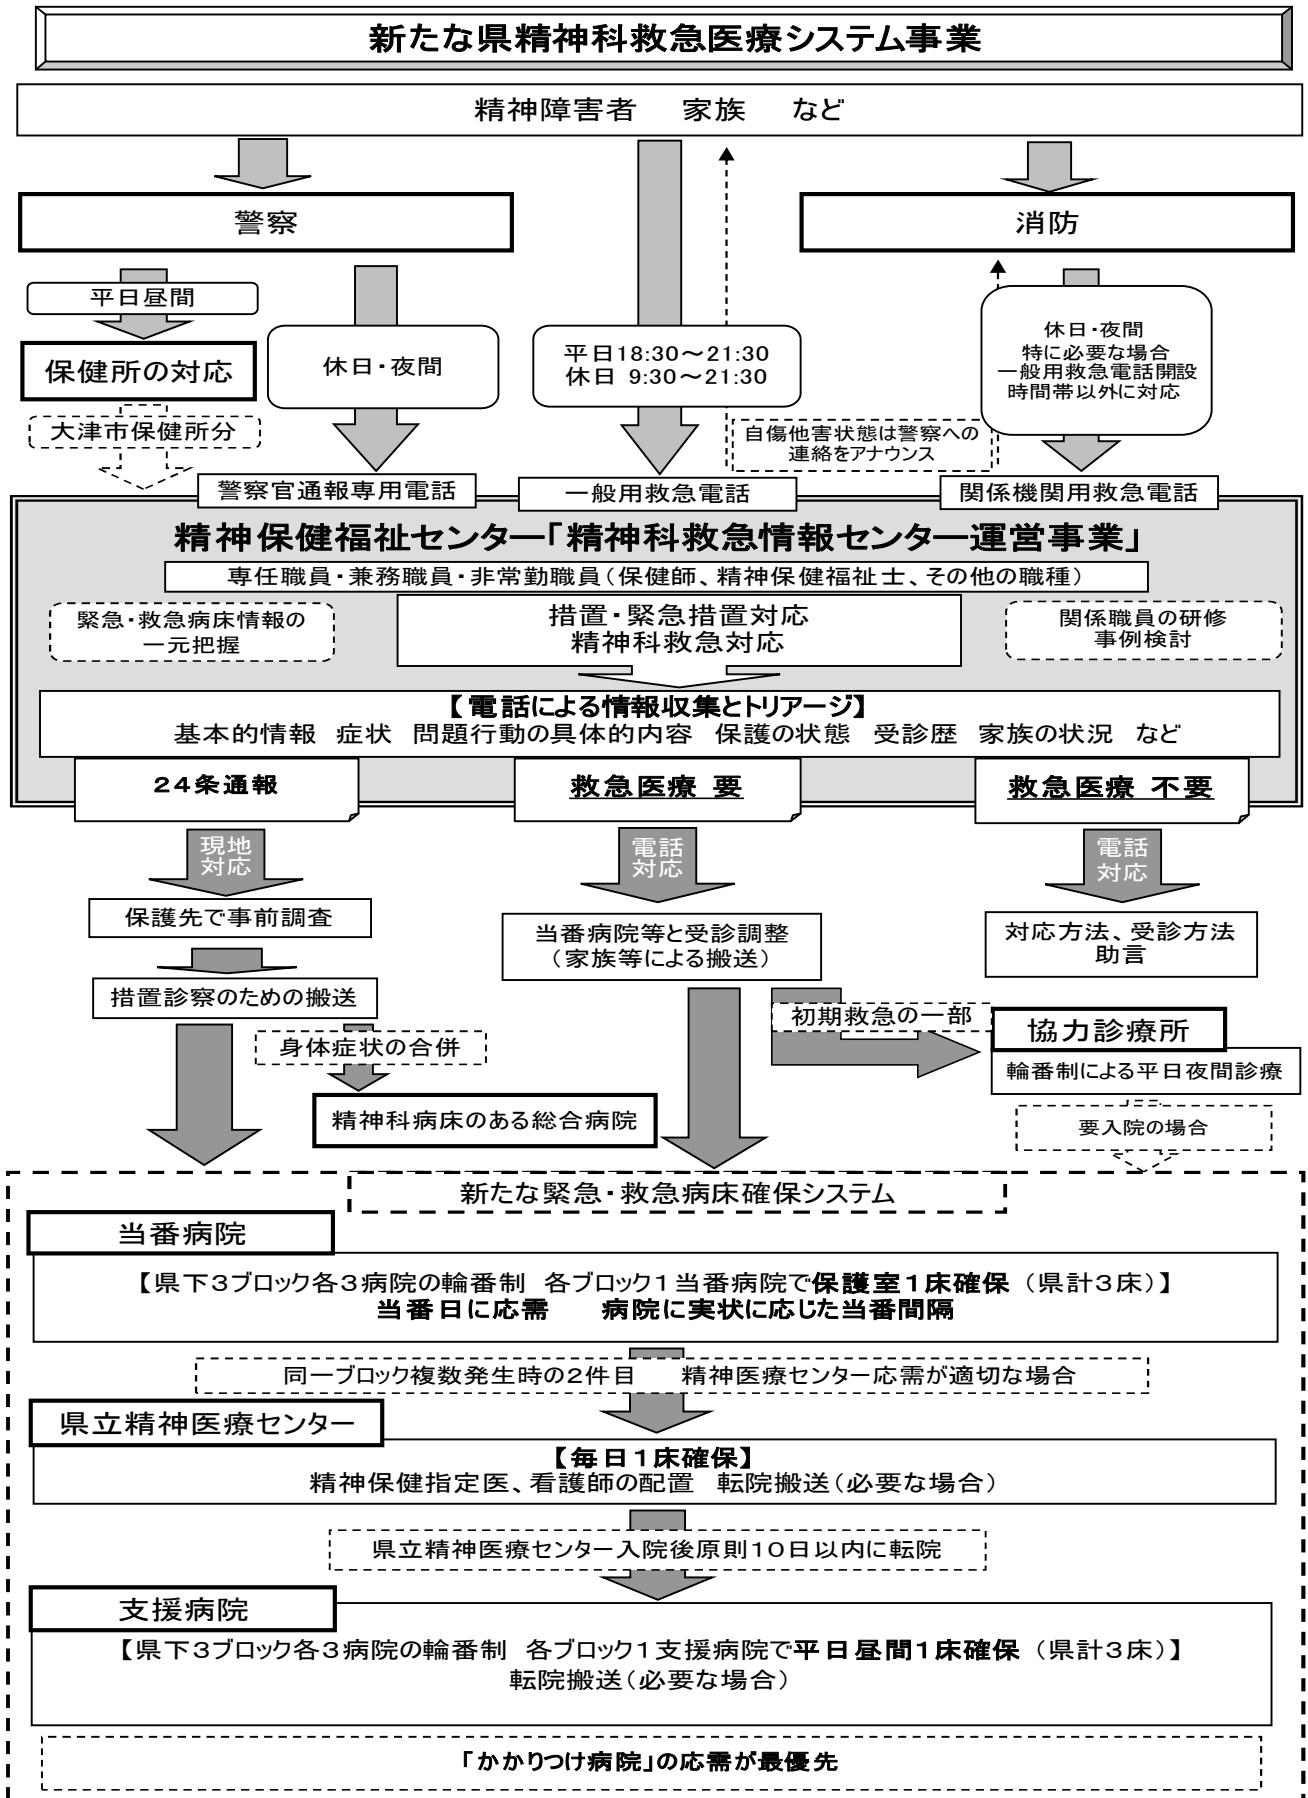 新たな県精神科救急医療システム事業
精神障害者　家族　など
警察
消防
平日昼間
保健所の対応
大津市保健所分
休日・夜間
平日18:30～21:30
休日 9:30～21:30
休日・夜間
特に必要な場合
一般用救急電話開設
時間帯以外に対応
自傷他害状態は警察への
連絡をアナウンス
警察官通報専用電話
一般用救急電話
関係機関用救急電話
精神保健福祉センター「精神科救急情報センター運営事業」
専任職員・兼務職員・非常勤職員（保健師、精神保健福祉士、その他の職種）
緊急・救急病床情報の
一元把握
措置・緊急措置対応
精神科救急対応
関係職員の研修
事例検討
【電話による情報収集とトリアージ】
基本的情報　症状　問題行動の具体的内容　保護の状態　受診歴　家族の状況　など
24条通報
救急医療 要
救急医療 不要
現地
対応
電話
対応
電話
対応
保護先で事前調査
当番病院等と受診調整
（家族等による搬送）
対応方法、受診方法
助言
措置診察のための搬送
身体症状の合併
初期救急の一部
協力診療所
輪番制による平日夜間診療
精神科病床のある総合病院
要入院の場合
新たな緊急・救急病床確保システム
当番病院
【県下3ブロック各3病院の輪番制　各ブロック1当番病院で保護室1床確保（県計3床）】
当番日に応需　　病院に実状に応じた当番間隔
同一ブロック複数発生時の2件目　　精神医療センター応需が適切な場合
県立精神医療センター
【毎日1床確保】
精神保健指定医、看護師の配置　転院搬送（必要な場合）
県立精神医療センター入院後原則10日以内に転院
支援病院
【県下3ブロック各3病院の輪番制　各ブロック1支援病院で平日昼間1床確保（県計3床）】
転院搬送（必要な場合）
「かかりつけ病院」の応需が最優先